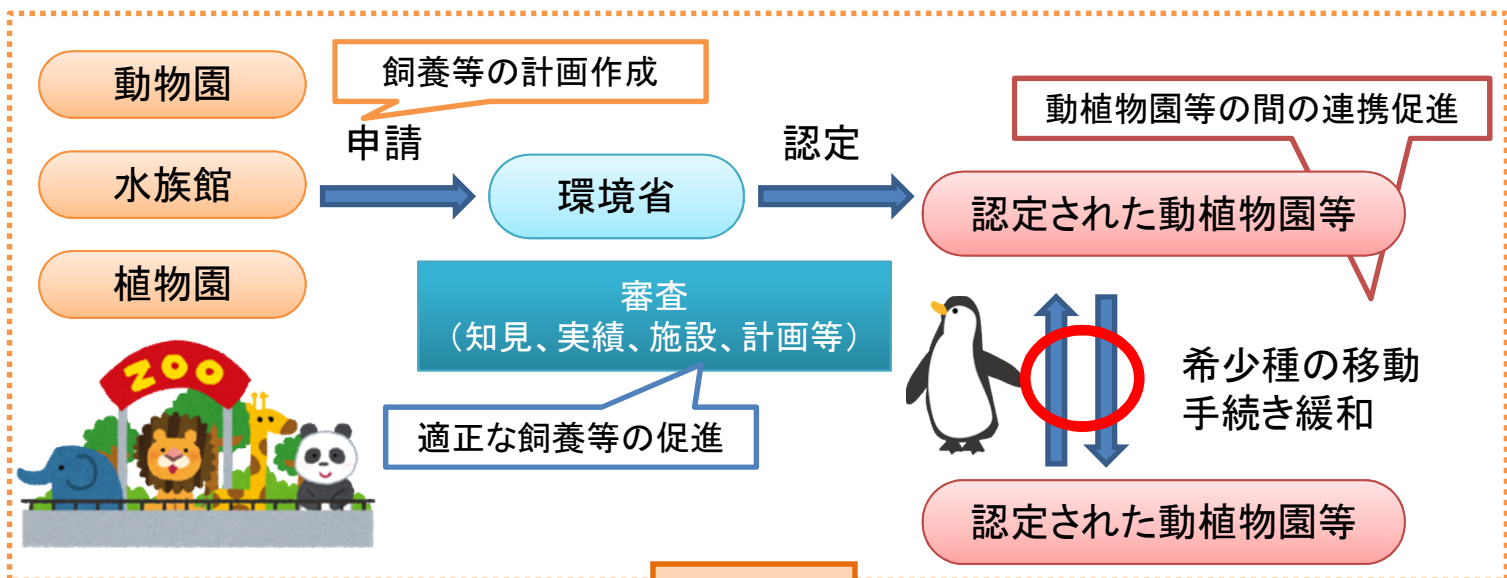 動物園
水族館
植物園
飼養等の計画作成
申請
環境省
認定
審査
（知見、実績、施設、計画等）
適正な飼養等の促進
動植物園等の間の連携促進
認定された動植物園等
希少種の移動
手続き緩和
認定された動植物園等
ZOO